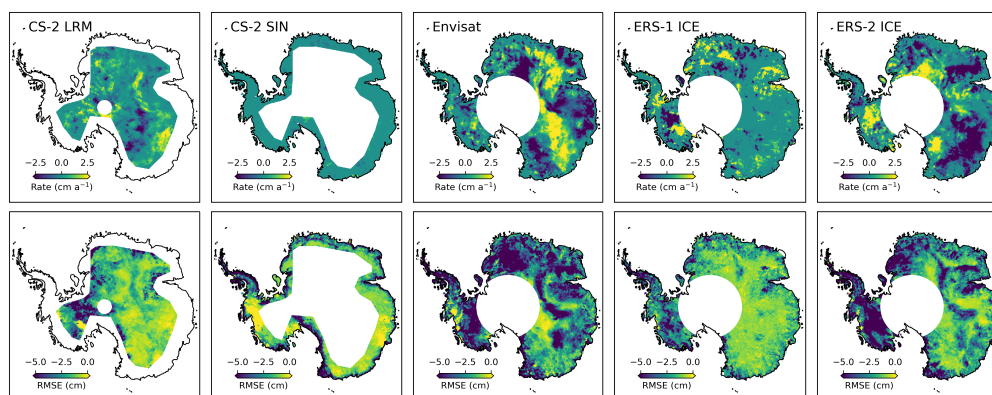 CS-2 LRM
−2.5 0.0 2.5
Rate (cm a⁻¹)
CS-2 SIN
−2.5 0.0 2.5
Rate (cm a⁻¹)
Envisat
−2.5 0.0 2.5
Rate (cm a⁻¹)
ERS-1 ICE
−2.5 0.0 2.5
Rate (cm a⁻¹)
ERS-2 ICE
−2.5 0.0 2.5
Rate (cm a⁻¹)
−5.0 −2.5 0.0
RMSE (cm)
−5.0 −2.5 0.0
RMSE (cm)
−5.0 −2.5 0.0
RMSE (cm)
−5.0 −2.5 0.0
RMSE (cm)
−5.0 −2.5 0.0
RMSE (cm)